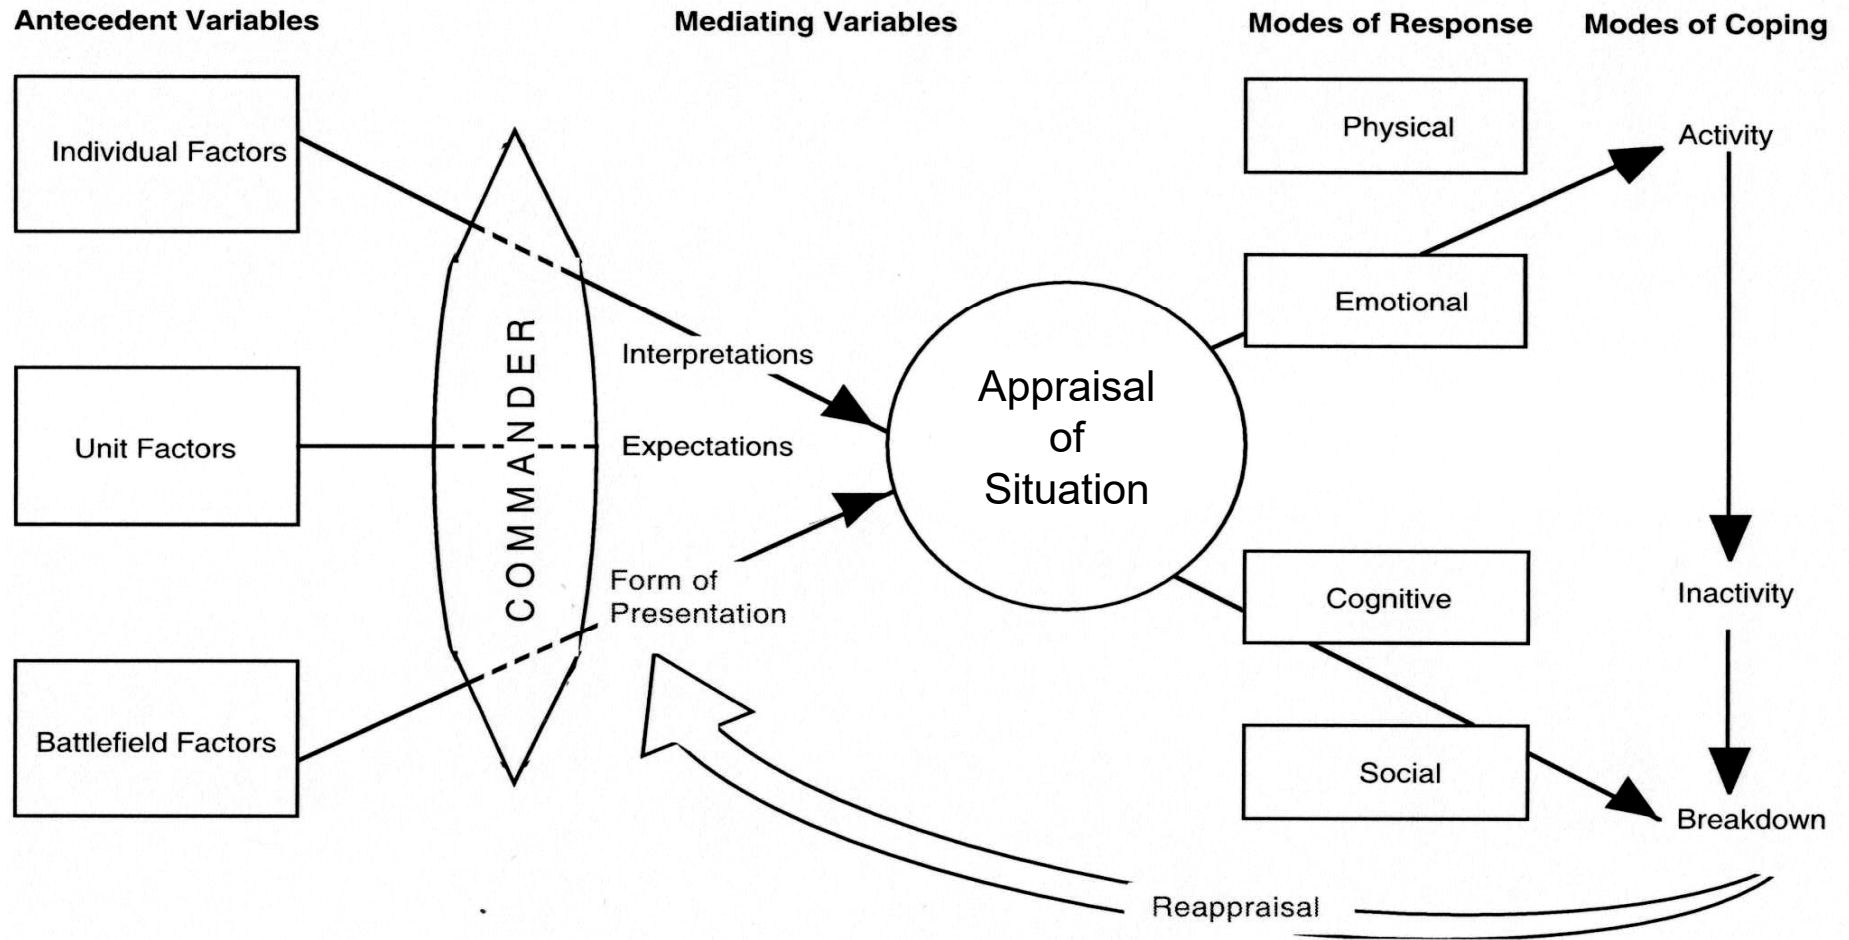 Antecedent Variables
Mediating Variables
Modes of Response
Modes of Coping
Individual Factors
Unit Factors
Battlefield Factors
COMMANDER
Interpretations
Expectations
Form of
Presentation
Appraisal
of
Situation
Physical
Emotional
Cognitive
Social
Activity
Inactivity
Breakdown
Reappraisal